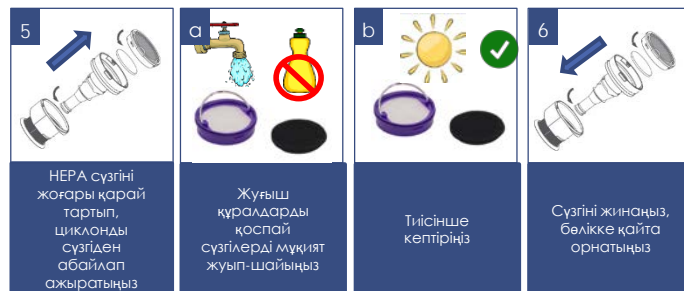 5
HEPA сүзгіні
жоғары қарай
тартып,
циклонды
сүзгіден
абайлап
ажыратыңыз
a
Жуғыш
құралдарды
қоспай
сүзгілерді мұқият
жуып-шайыңыз
b
Тиісінше
кептіріңіз
6
Сүзгіні жинаңыз,
бөлікке қайта
орнатыңыз